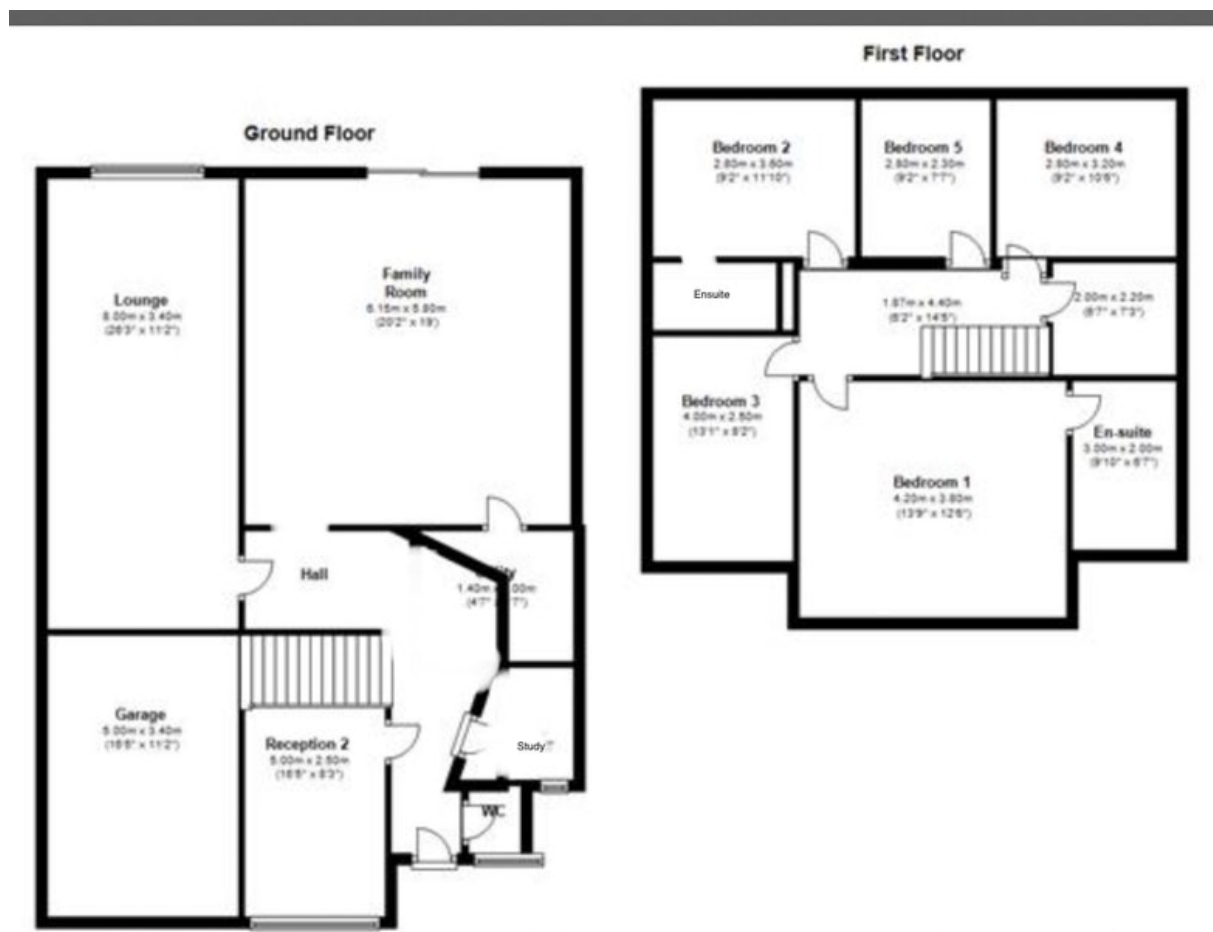 First Floor
Ground Floor
Bedroom 2
2.80m x 3.60m
(9'2" x 11'10")
Bedroom 5
2.80m x 2.30m
(9'2" x 7'7")
Bedroom 4
2.80m x 3.20m
(9'2" x 10'6")
Ensuite
1.87m x 4.40m
(6'2" x 14'5")
2.00m x 2.20m
(6'7" x 7'3")
Bedroom 3
4.00m x 2.50m
(13'1" x 8'2")
Bedroom 1
4.20m x 3.80m
(13'9" x 12'6")
En-suite
3.00m x 2.00m
(9'10" x 6'7")
Lounge
8.00m x 3.40m
(26'3" x 11'2")
Family
Room
6.15m x 5.80m
(20'2" x 19')
Hall
1.40m
(4'7"
Garage
5.00m x 3.40m
(16'5" x 11'2")
Reception 2
5.00m x 2.50m
(16'5" x 8'3")
Study
WC